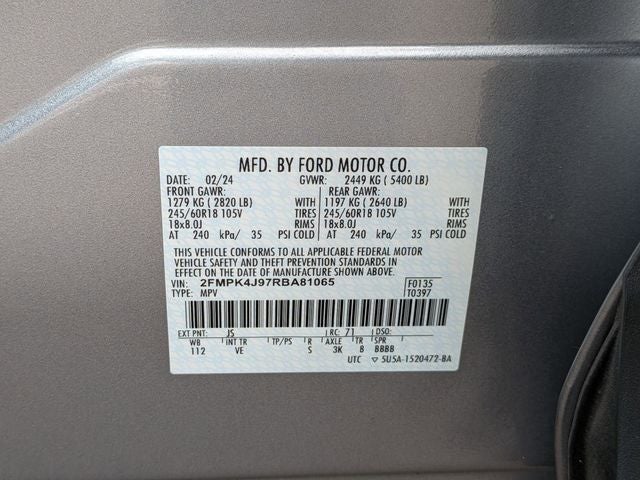 MFD. BY FORD MOTOR CO.
DATE: 02/24 GVWR: 2449 KG ( 5400 LB)
FRONT GAWR: REAR GAWR:
1279 KG ( 2820 LB) WITH 1197 KG ( 2640 LB) WITH
245/60R18 105V TIRES 245/60R18 105V TIRES
18x8.0J RIMS 18x8.0J RIMS
AT 240 kPa/ 35 PSI COLD AT 240 kPa/ 35 PSI COLD
THIS VEHICLE CONFORMS TO ALL APPLICABLE FEDERAL MOTOR
VEHICLE SAFETY AND THEFT PREVENTION STANDARDS IN
EFFECT ON THE DATE OF MANUFACTURE SHOWN ABOVE.
VIN: 2FMPK4J97RBA81065 F0135
TYPE: MPV T0397
EXT PNT: JS RC: 71 DSO:
WB INT TR TP/PS R AXLE TR SPR
112 VE S 3K 8 BBBB
UTC ▽ 5U5A-1520472-BA